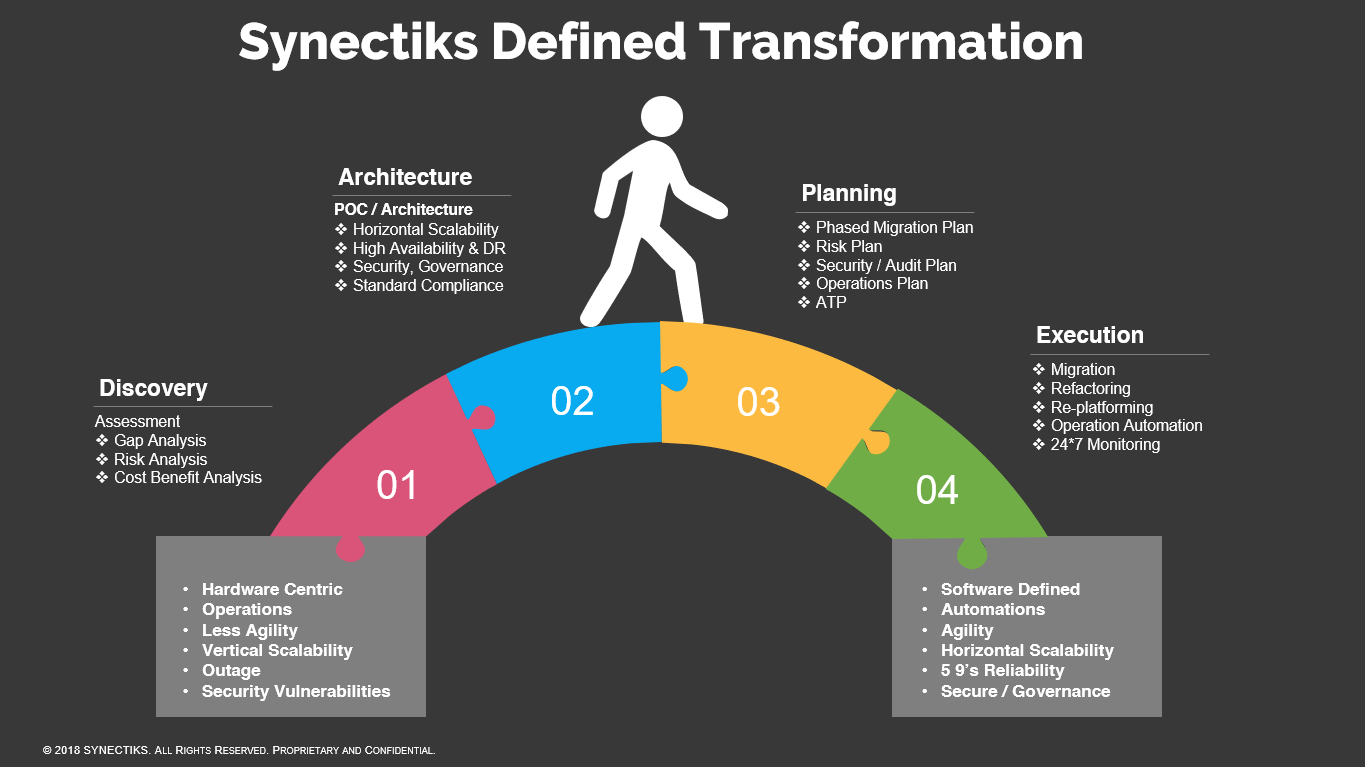 Synectiks Defined Transformation
Architecture
POC / Architecture
❖ Horizontal Scalability
❖ High Availability & DR
❖ Security, Governance
❖ Standard Compliance
Planning
❖ Phased Migration Plan
❖ Risk Plan
❖ Security / Audit Plan
❖ Operations Plan
❖ ATP
Execution
❖ Migration
❖ Refactoring
❖ Re-platforming
❖ Operation Automation
❖ 24*7 Monitoring
Discovery
Assessment
❖ Gap Analysis
❖ Risk Analysis
❖ Cost Benefit Analysis
01
02
03
04
• Hardware Centric
• Operations
• Less Agility
• Vertical Scalability
• Outage
• Security Vulnerabilities
• Software Defined
• Automations
• Agility
• Horizontal Scalability
• 5 9’s Reliability
• Secure / Governance
© 2018 SYNECTIKS. ALL RIGHTS RESERVED. PROPRIETARY AND CONFIDENTIAL.